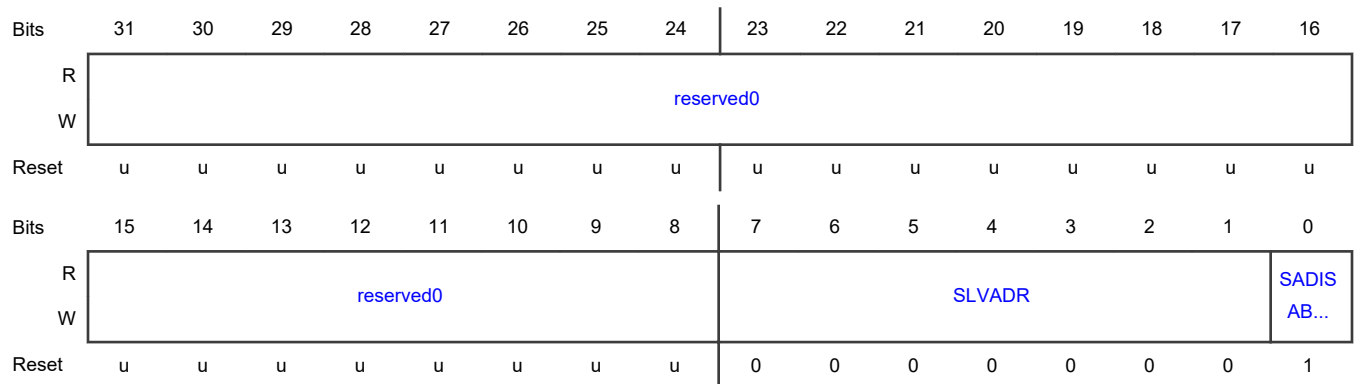 Bits 31 30 29 28 27 26 25 24 23 22 21 20 19 18 17 16
R
reserved0
W
Reset u u u u u u u u u u u u u u u u
Bits 15 14 13 12 11 10 9 8 7 6 5 4 3 2 1 0
R
reserved0 SLVADR SADIS
AB...
W
Reset u u u u u u u u 0 0 0 0 0 0 0 1